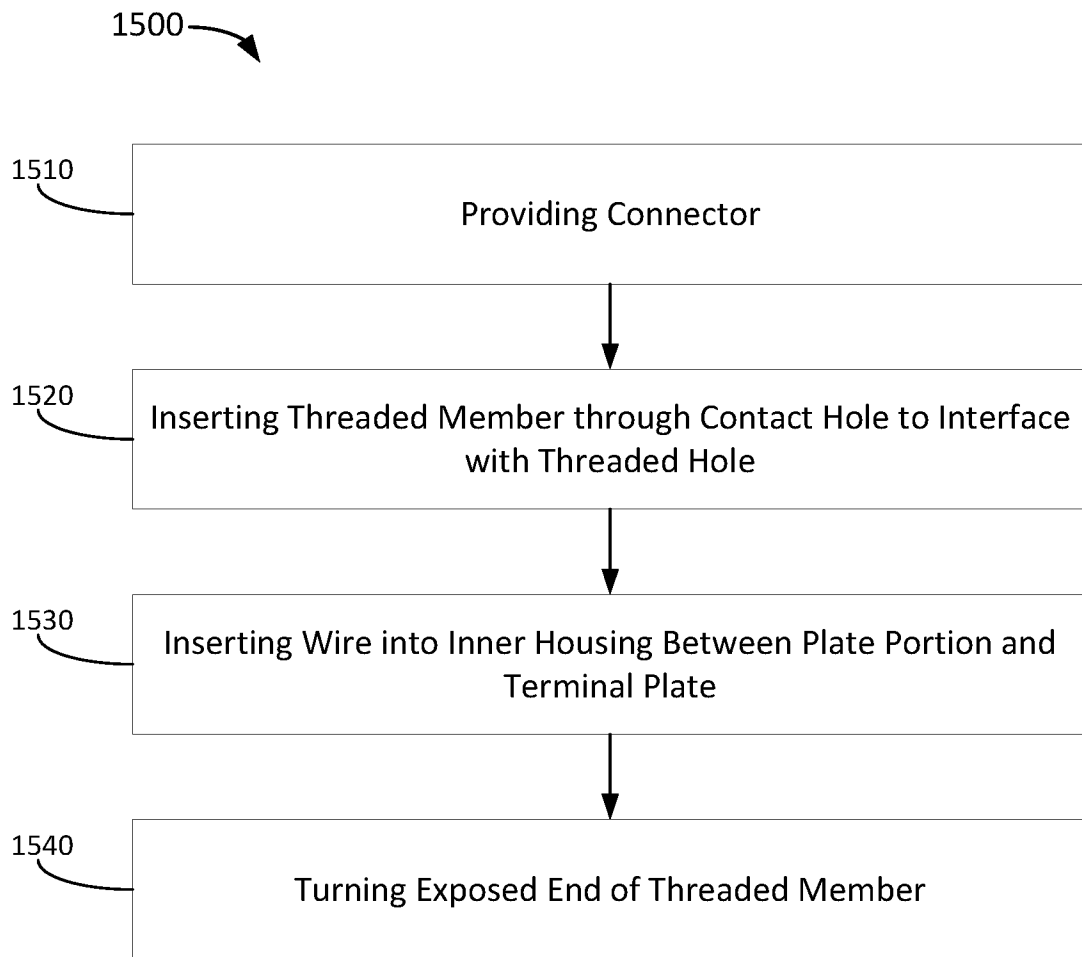 1500
1510
Providing Connector
1520
Inserting Threaded Member through Contact Hole to Interface
with Threaded Hole
1530
Inserting Wire into Inner Housing Between Plate Portion and
Terminal Plate
1540
Turning Exposed End of Threaded Member